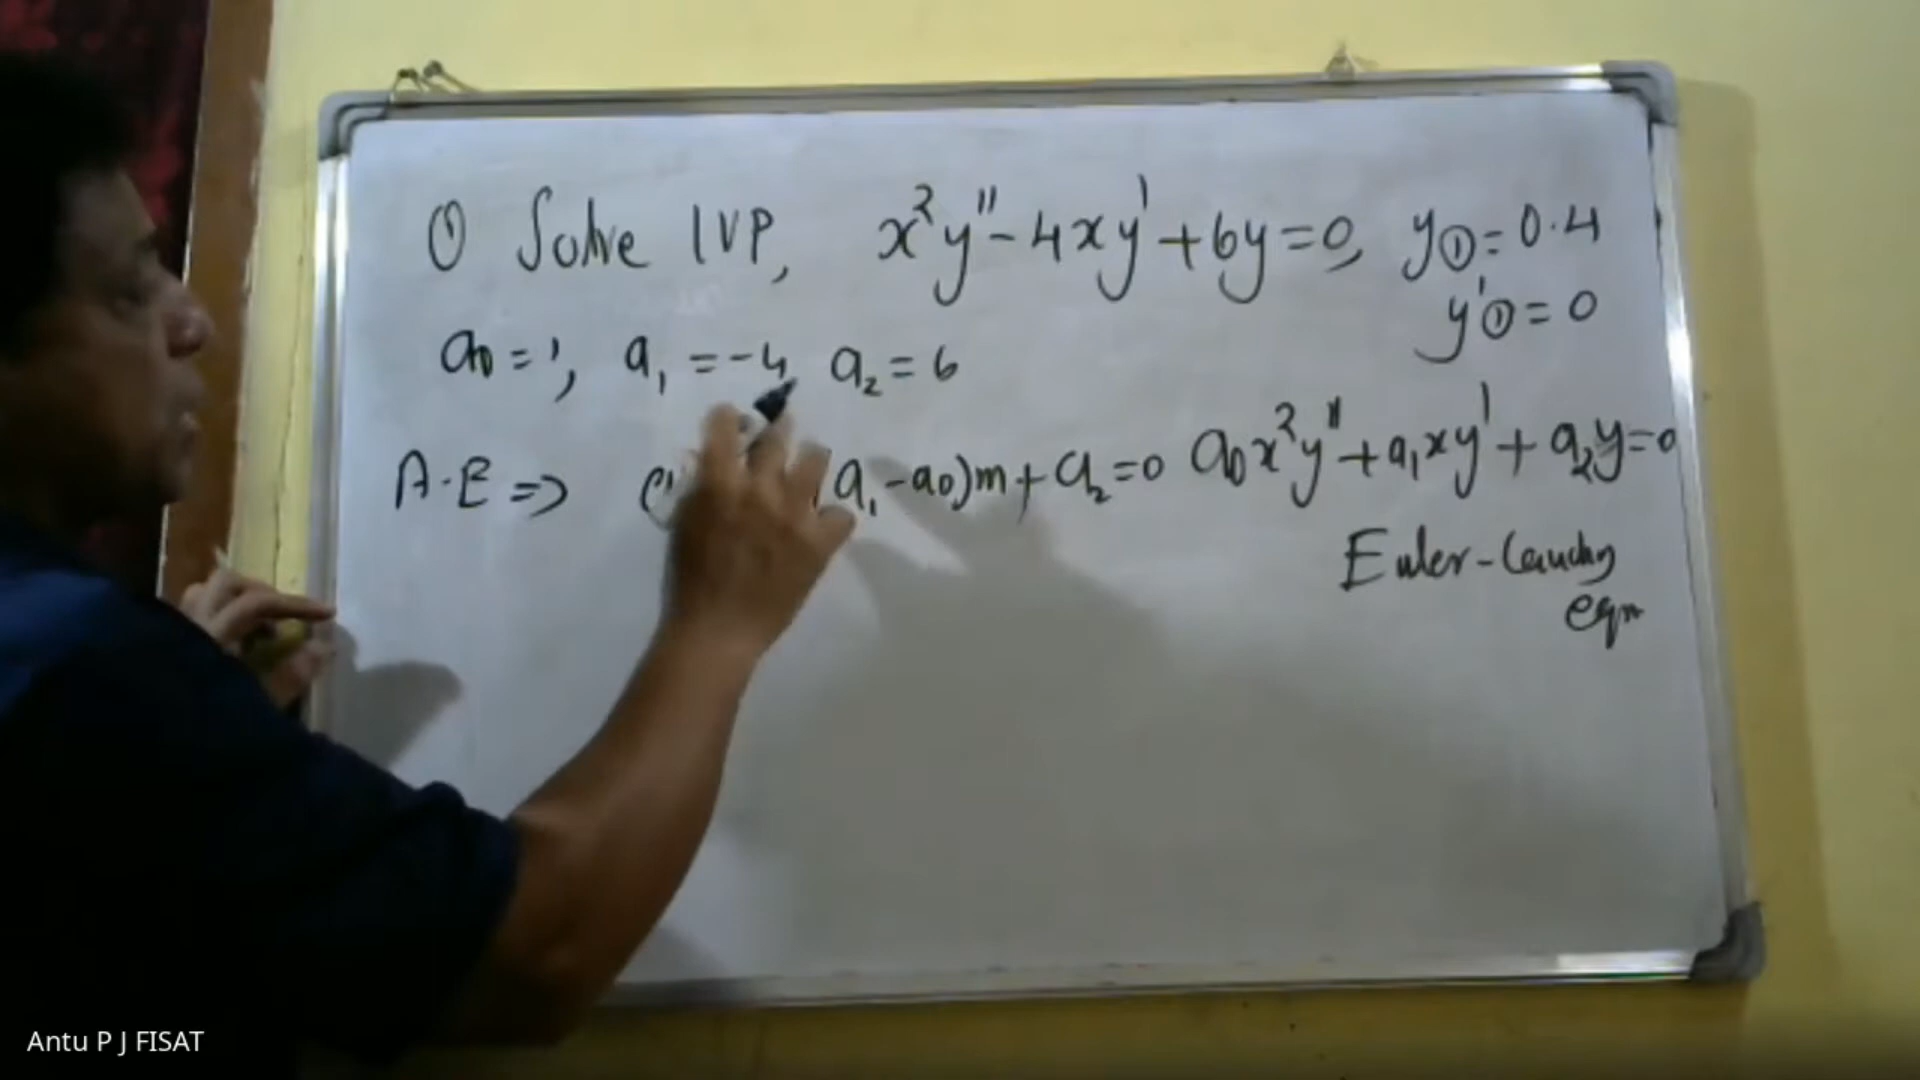 ① Solve IVP, x²y" - 4xy' + 6y = 0, y(1) = 0.4
y'(1) = 0
a₀ = 1, a₁ = -4, a₂ = 6
A.E => (a₁-a₀)m + a₂ = 0
a₀x²y" + a₁xy' + a₂y = 0
Euler-Cauchy
eqn
Antu P J FISAT